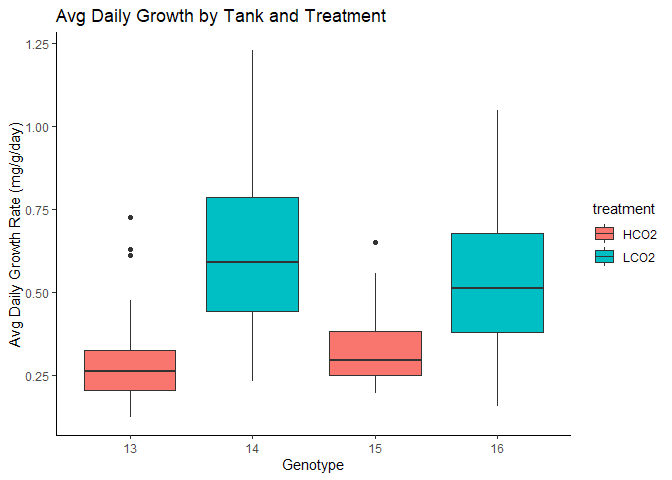 Avg Daily Growth by Tank and Treatment
Avg Daily Growth Rate (mg/g/day)
1.25
1.00
0.75
0.50
0.25
13 14 15 16
Genotype
treatment
HCO2
LCO2